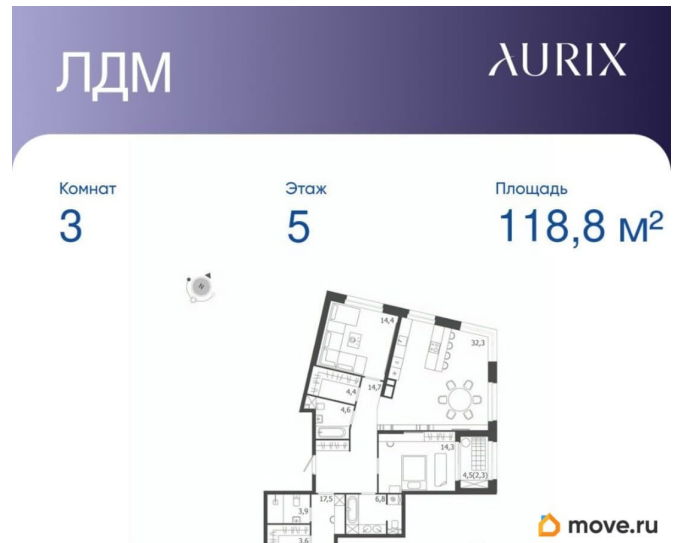 ЛДМ
AURIX
Комнат
Этаж
Площадь
3
5
118,8 м²
N
14,4
32,3
4,4
14,7
4,6
14,3
4,5(2,3)
17,5
6,8
3,9
3,6
move.ru